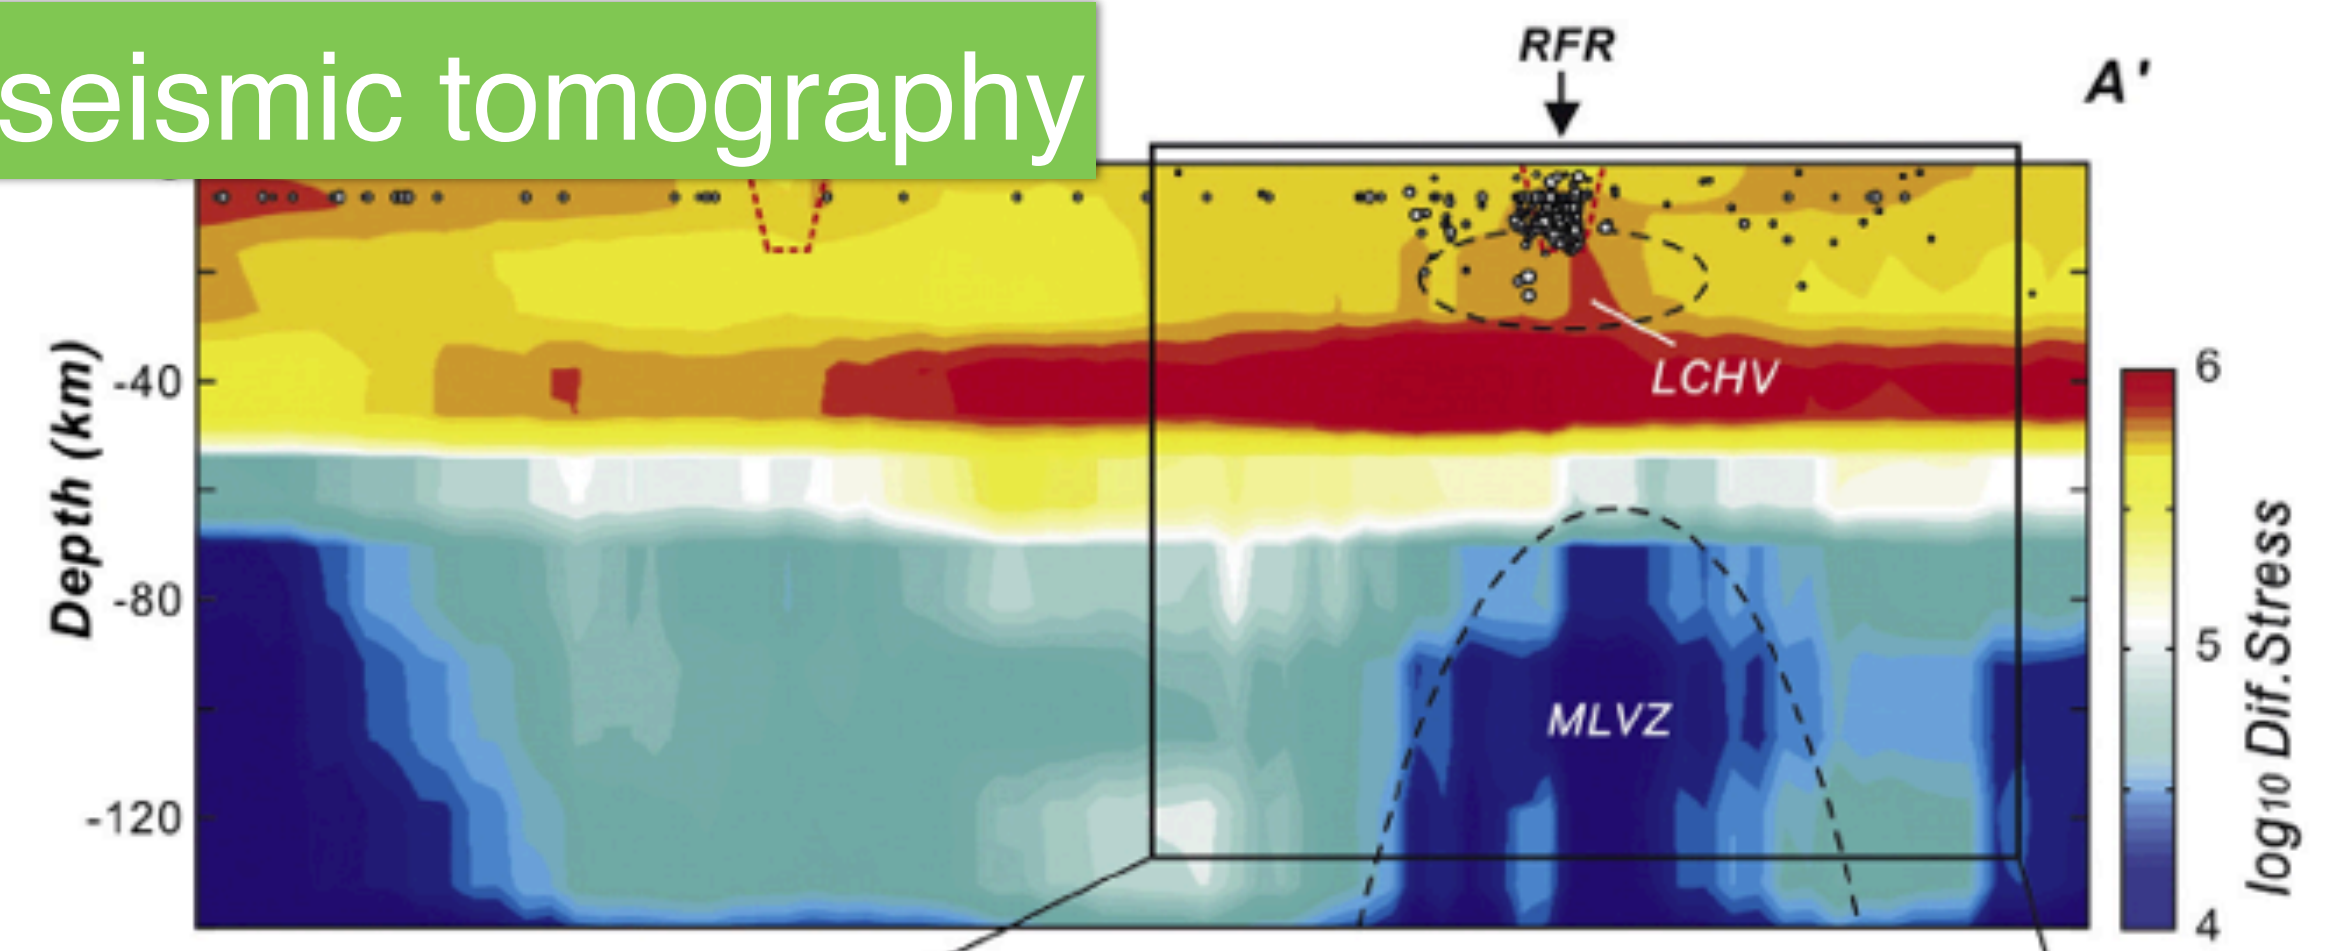 seismic tomography
RFR
A'
LCHV
MLVZ
Depth (km)
-40
-80
-120
6
5
4
log10 Dif.Stress